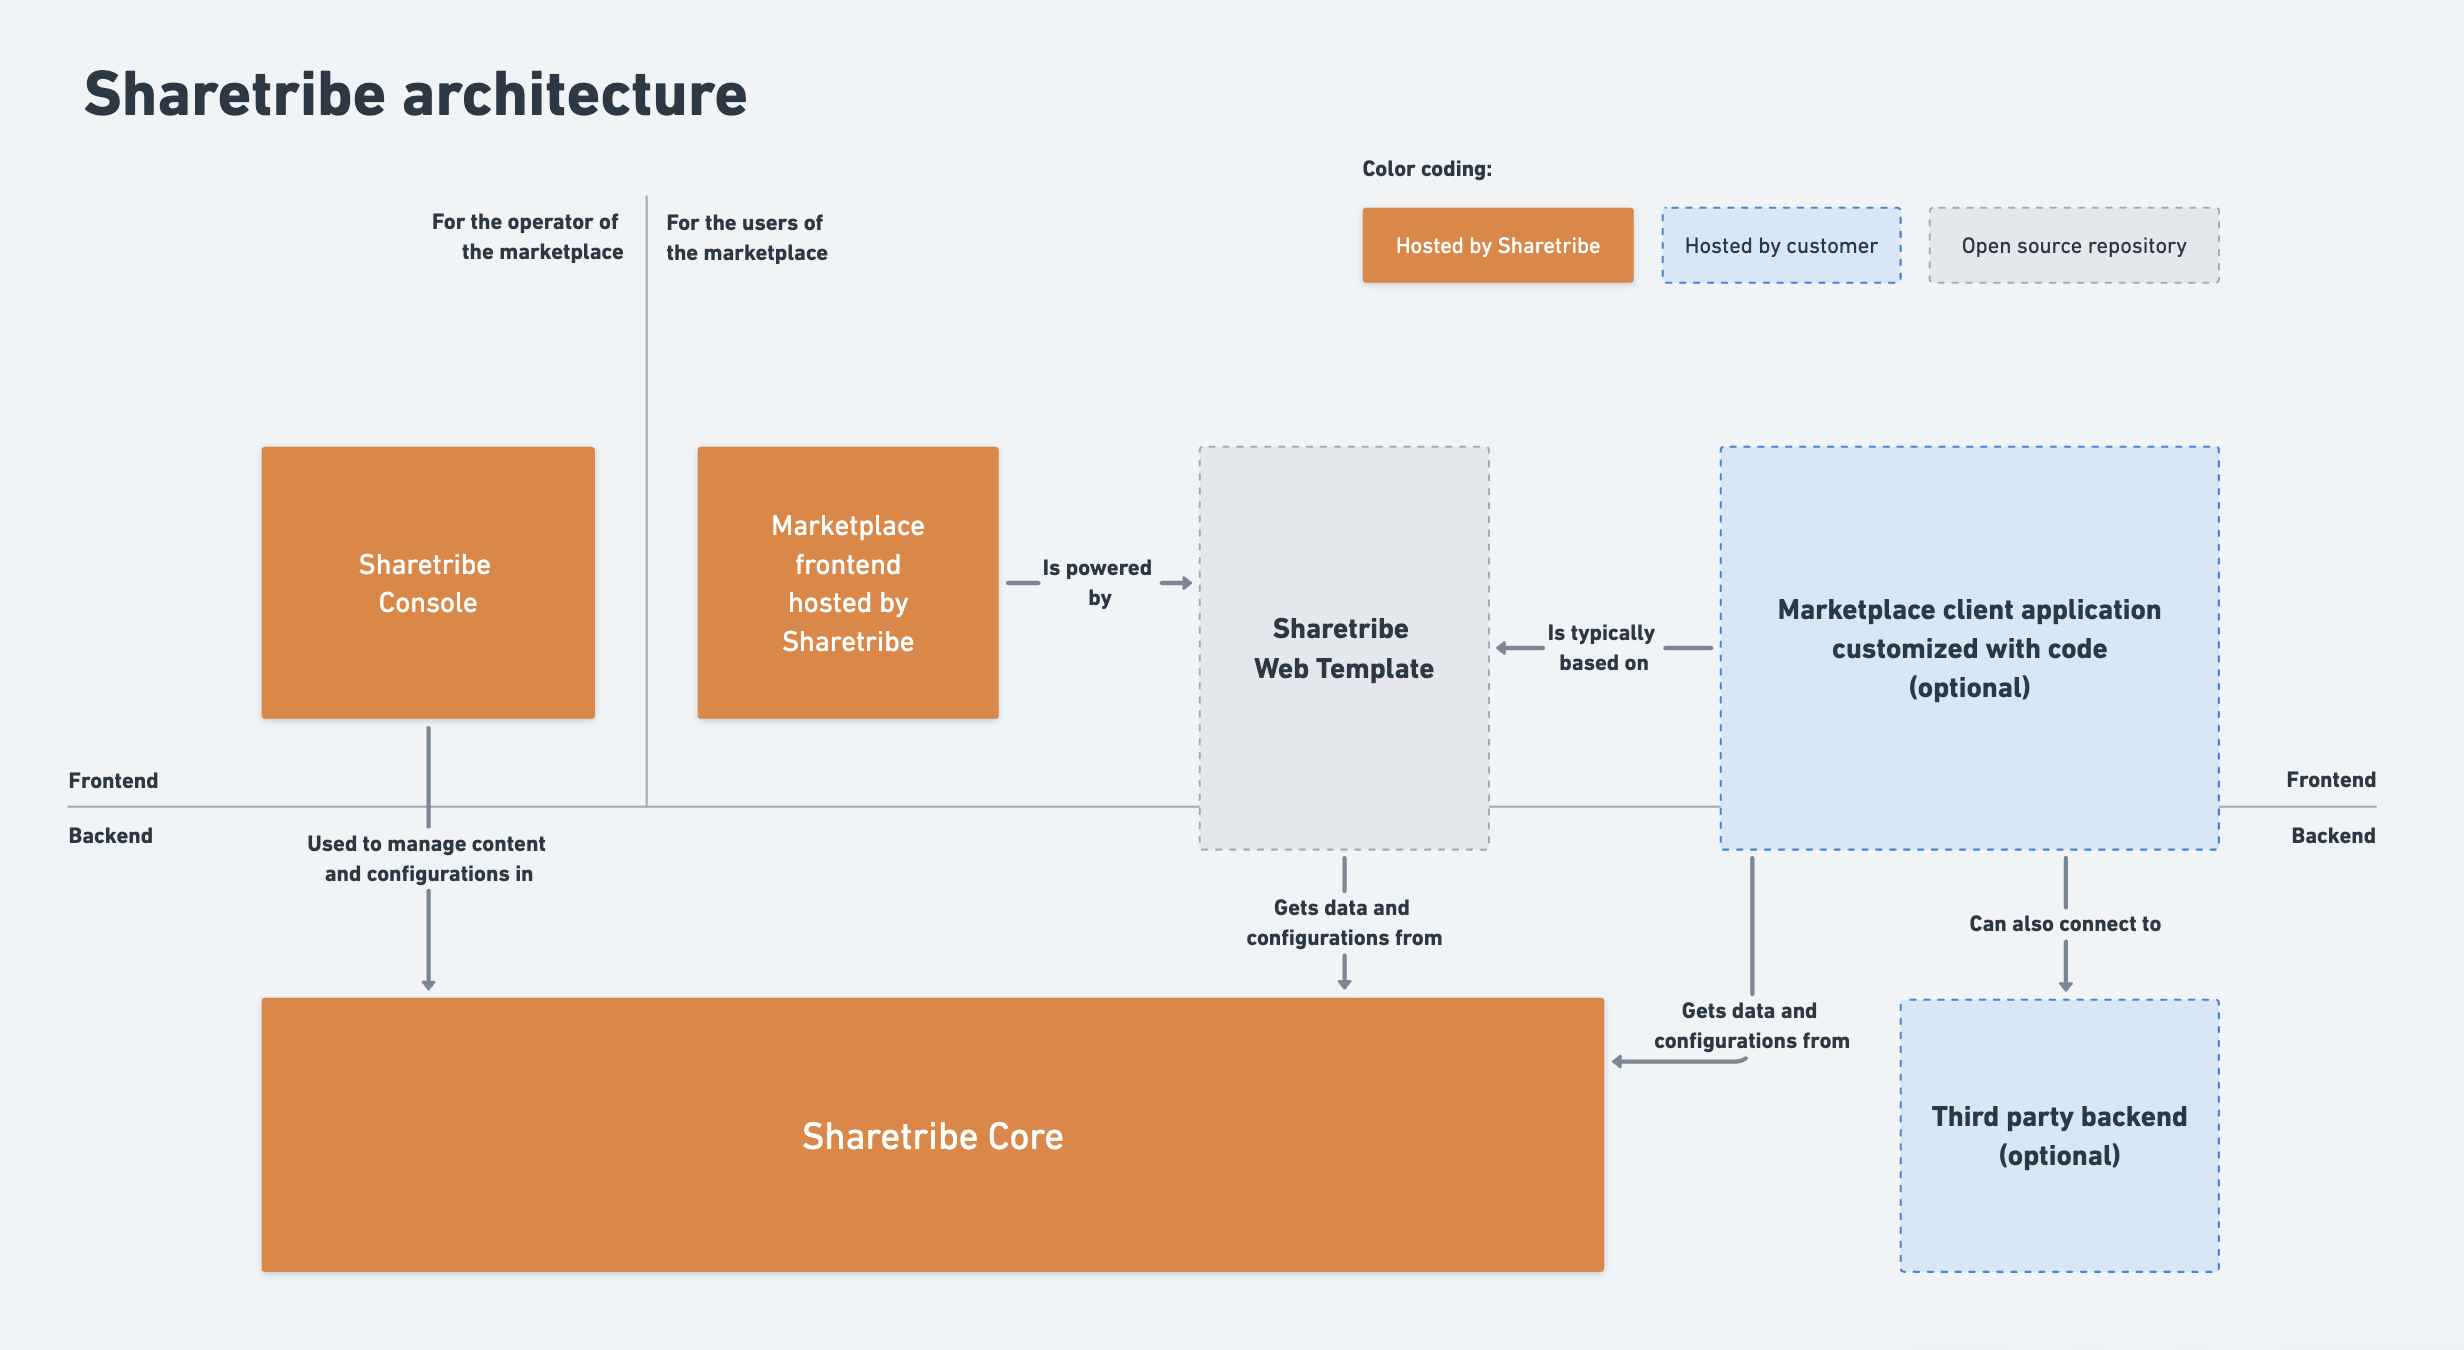 Sharetribe architecture
Color coding:
Hosted by Sharetribe
Hosted by customer
Open source repository
For the operator of
the marketplace
For the users of
the marketplace
Sharetribe
Console
Marketplace
frontend
hosted by
Sharetribe
Is powered
by
Sharetribe
Web Template
Is typically
based on
Marketplace client application
customized with code
(optional)
Frontend
Backend
Frontend
Backend
Used to manage content
and configurations in
Gets data and
configurations from
Gets data and
configurations from
Can also connect to
Sharetribe Core
Third party backend
(optional)